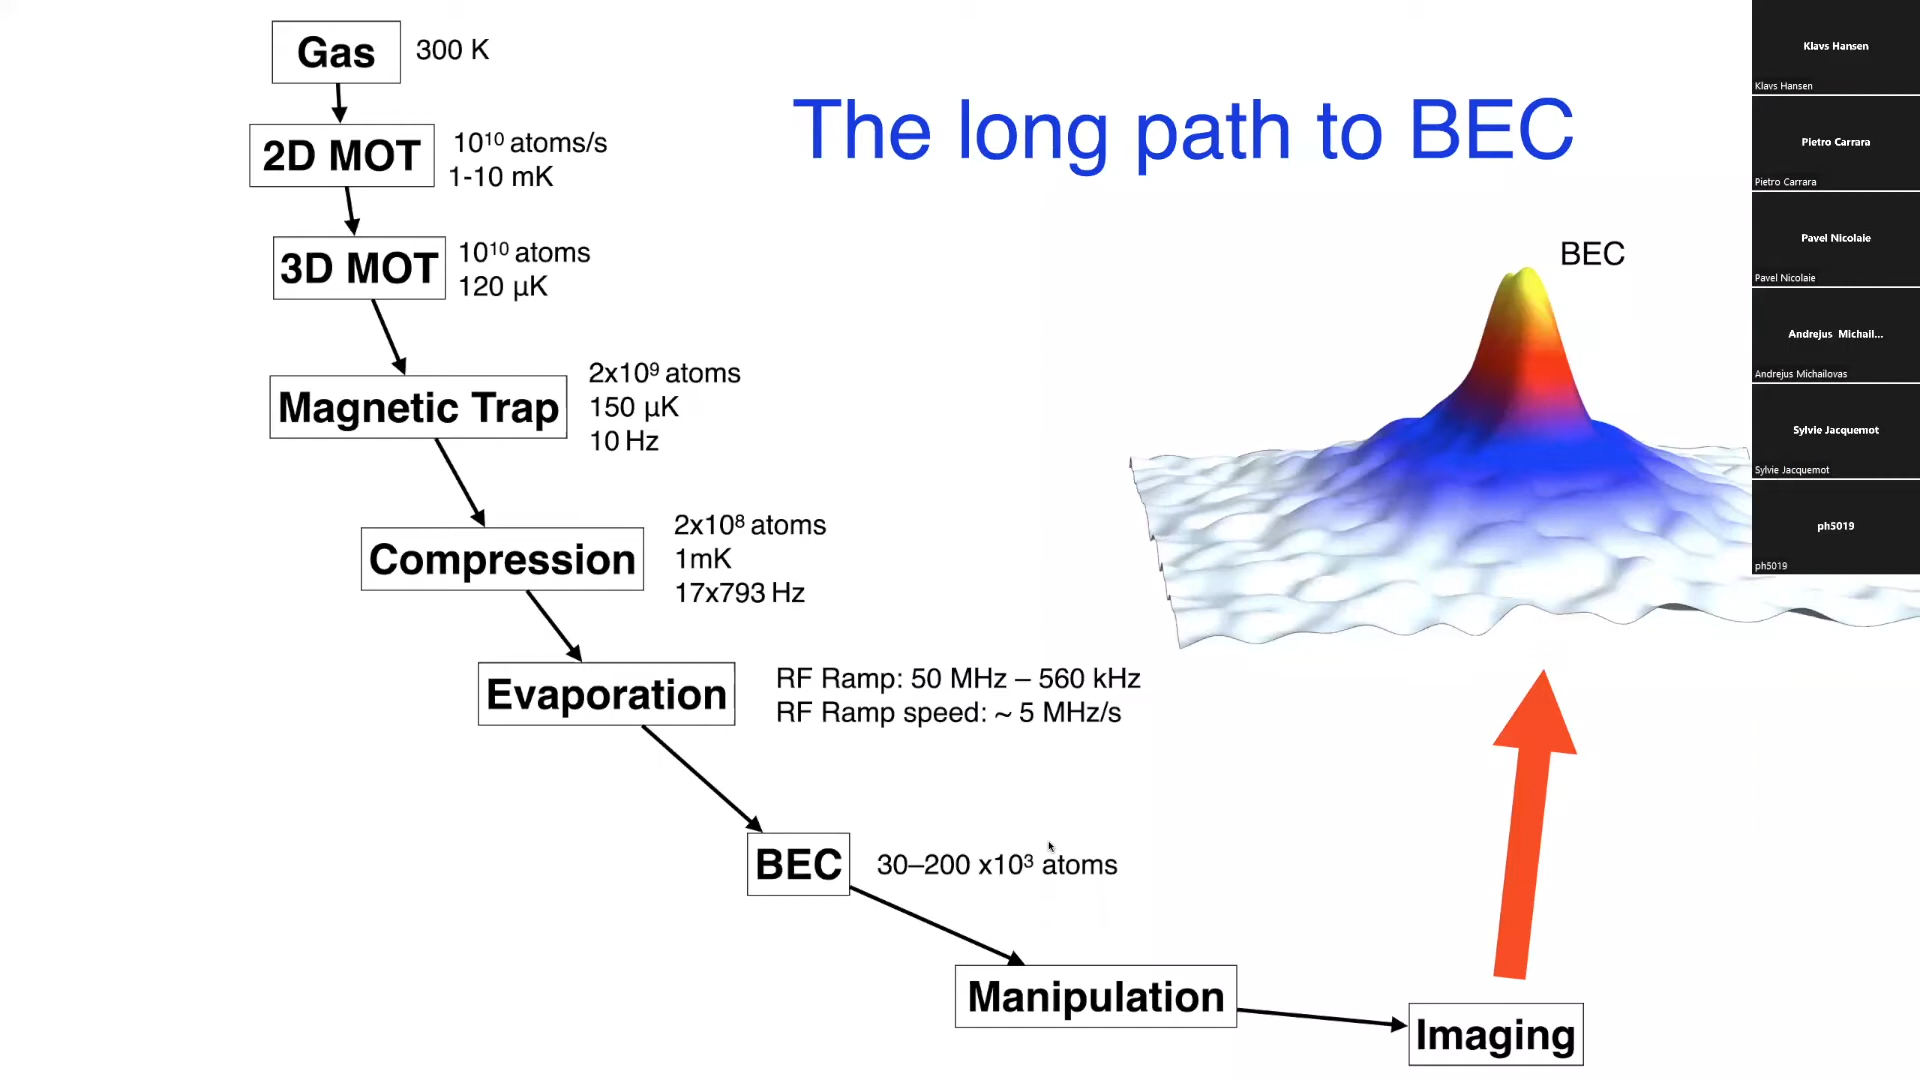 Gas
300 K
The long path to BEC
2D MOT
10¹⁰ atoms/s
1-10 mK
3D MOT
10¹⁰ atoms
120 µK
Magnetic Trap
2x10⁹ atoms
150 µK
10 Hz
Compression
2x10⁸ atoms
1mK
17x793 Hz
Evaporation
RF Ramp: 50 MHz – 560 kHz
RF Ramp speed: ~ 5 MHz/s
BEC
30–200 x10³ atoms
Manipulation
Imaging
BEC
Klavs Hansen
Klavs Hansen
Pietro Carrara
Pietro Carrara
Pavel Nicolaie
Pavel Nicolaie
Andrejus Michail...
Andrejus Michailovas
Sylvie Jacquemot
Sylvie Jacquemot
ph5019
ph5019